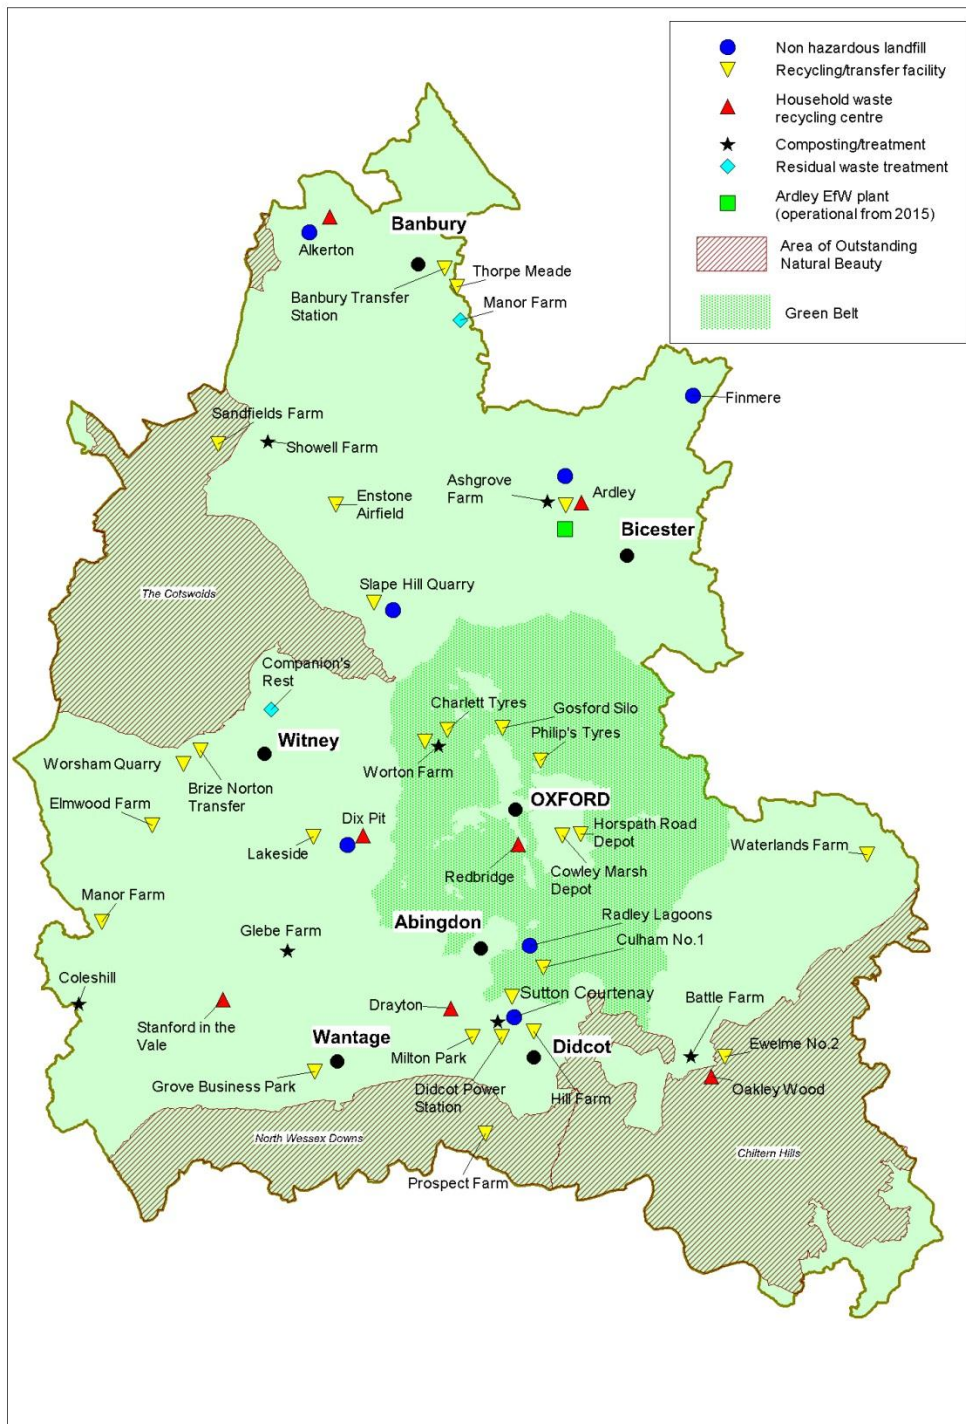 Non hazardous landfill
Recycling/transfer facility
Household waste
recycling centre
Composting/treatment
Residual waste treatment
Ardley EfW plant
(operational from 2015)
Area of Outstanding
Natural Beauty
Green Belt
Banbury
Alkerton
Thorpe Meade
Banbury Transfer
Station
Manor Farm
Finmere
Sandfields Farm
Showell Farm
Ashgrove
Farm
Ardley
Enstone
Airfield
Bicester
Slape Hill Quarry
The Cotswolds
Companion's
Rest
Charlett Tyres
Gosford Silo
Philip's Tyres
Witney
Worton Farm
Worsham Quarry
Brize Norton
Transfer
Elmwood Farm
OXFORD
Dix Pit
Lakeside
Redbridge
Horspath Road
Depot
Cowley Marsh
Depot
Waterlands Farm
Manor Farm
Glebe Farm
Abingdon
Radley Lagoons
Culham No.1
Coleshill
Stanford in the
Vale
Drayton
Sutton Courtenay
Battle Farm
Wantage
Milton Park
Didcot
Ewelme No.2
Grove Business Park
Didcot Power
Station
Hill Farm
Oakley Wood
North Wessex Downs
Chiltern Hills
Prospect Farm